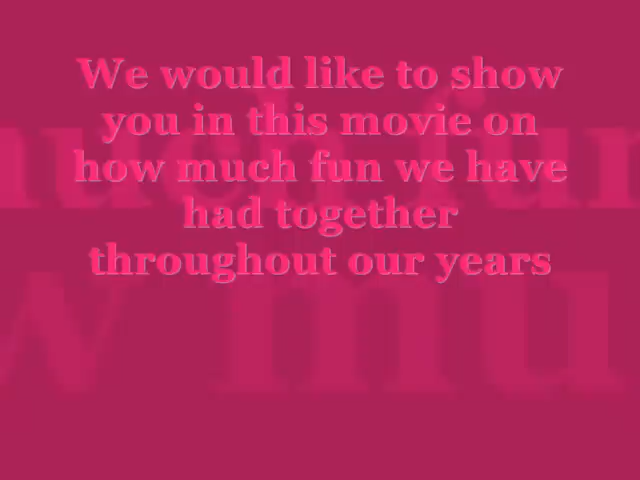 We would like to show
you in this movie on
how much fun we have
had together
throughout our years